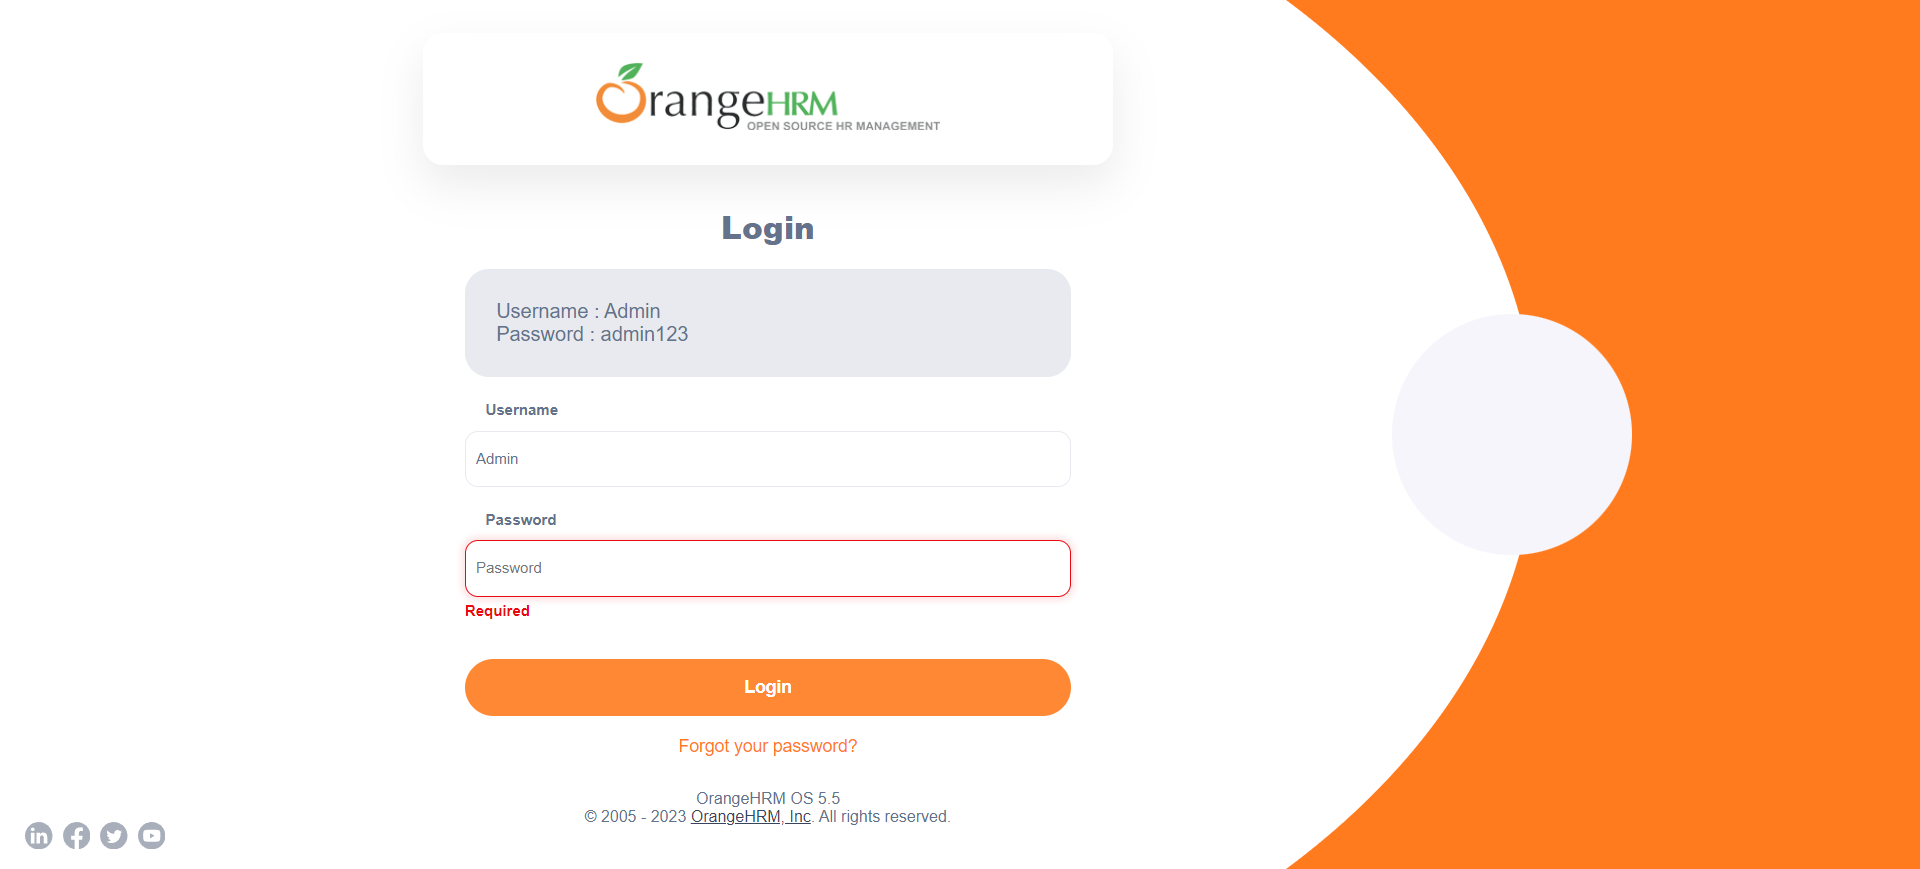 OrangeHRM
OPEN SOURCE HR MANAGEMENT
Login
Username : Admin
Password : admin123
Username
Admin
Password
Password
Required
Login
Forgot your password?
OrangeHRM OS 5.5
© 2005 - 2023 OrangeHRM, Inc. All rights reserved.